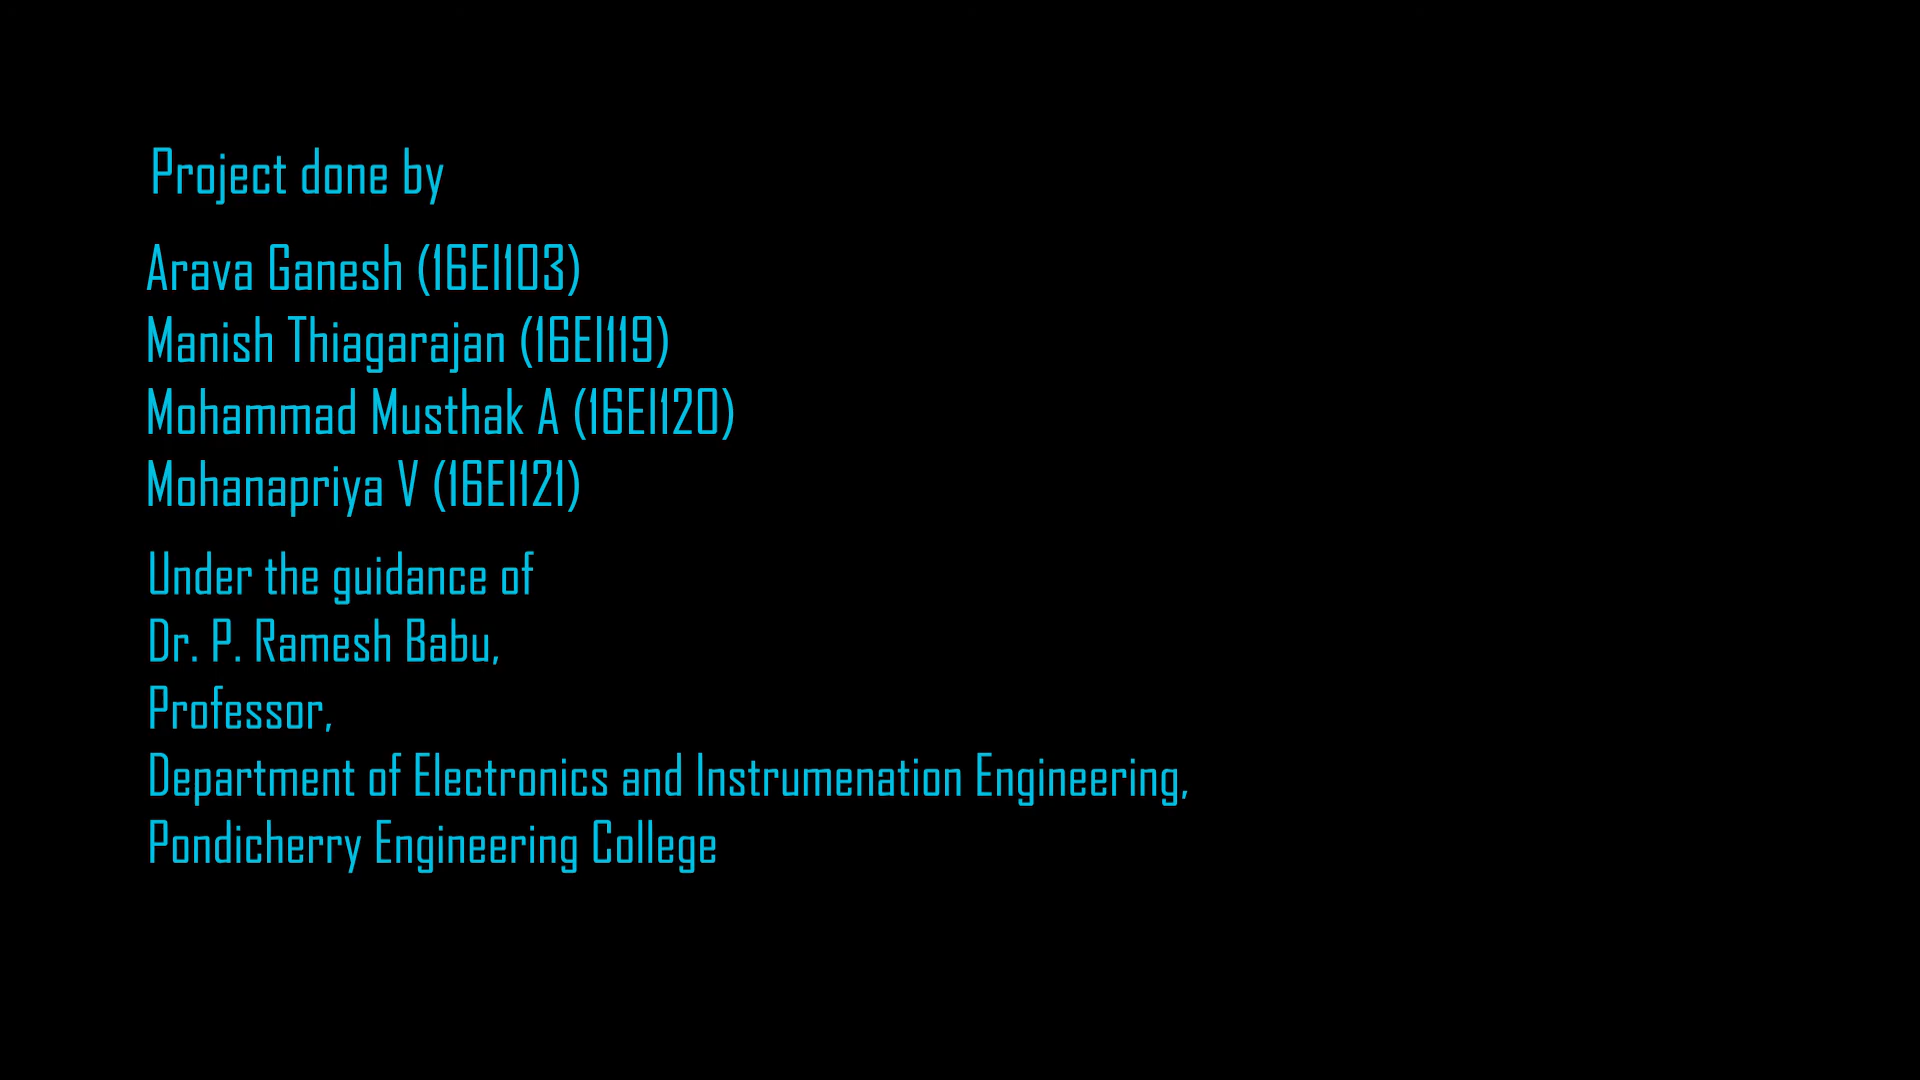 Project done by
Arava Ganesh (16EI103)
Manish Thiagarajan (16EI119)
Mohammad Musthak A (16EI120)
Mohanapriya V (16EI121)
Under the guidance of
Dr. P. Ramesh Babu,
Professor,
Department of Electronics and Instrumenation Engineering,
Pondicherry Engineering College